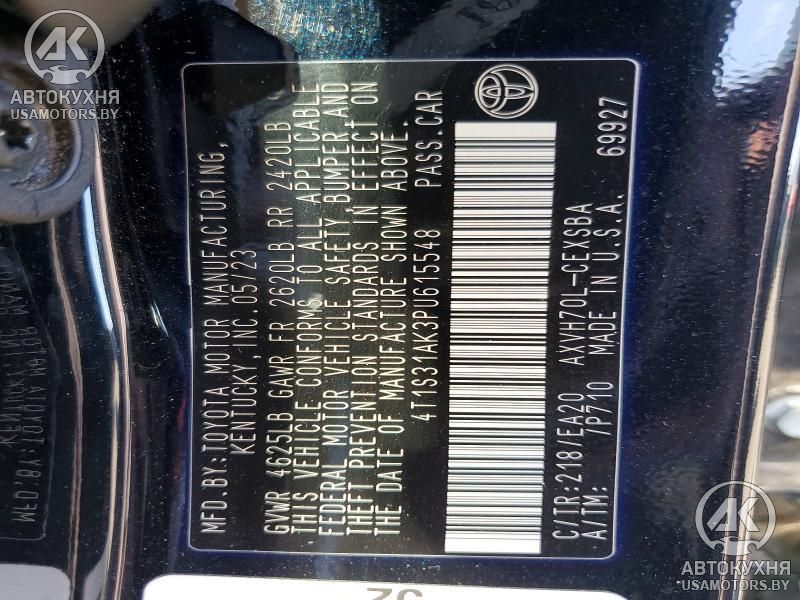 MFD.BY:TOYOTA MOTOR MANUFACTURING,
KENTUCKY, INC. 05/23
GVWR 4625LB GAWR FR 2620LB RR 2420LB
THIS VEHICLE CONFORMS TO ALL APPLICABLE
FEDERAL MOTOR VEHICLE SAFETY, BUMPER AND
THEFT PREVENTION STANDARDS IN EFFECT ON
THE DATE OF MANUFACTURE SHOWN ABOVE.
4T1S31AK3PU615548 PASS.CAR
C/TR:218/EA20 AXVH70L-CEXSBA
A/TM: /P710 MADE IN U.S.A. 69927
АК
АВТОКУХНЯ
USAMOTORS.BY
АК
АВТОКУХНЯ
USAMOTORS.BY